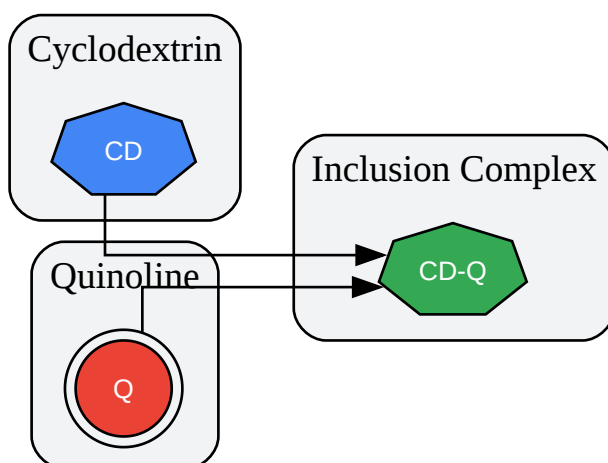 Cyclodextrin
CD
Inclusion Complex
CD-Q
Quinoline
Q